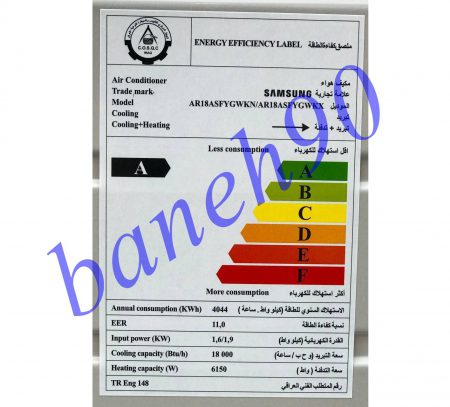 C.O.S.Q.C
IRAQ
ENERGY EFFICIENCY LABEL ملصق كفاءة الطاقة
Air Conditioner مكيف هواء
Trade mark SAMSUNG علامة تجارية
Model AR18ASFYGWKN/AR18ASFYGWKX الموديل
Cooling تبريد
Cooling+Heating تبريد + تدفئة
Less consumption اقل استهلاك للكهرباء
A
A
B
C
D
E
F
More consumption أكثر استهلاك للكهرباء
Annual consumption (KWh) 4044 الاستهلاك السنوي للطاقة (كيلو واط . ساعة )
EER 11,0 نسبة كفاءة الطاقة
Input power (KW) 1,6/1,9 القدرة الكهربائية (كيلو واط)
Cooling capacity (Btu/h) 18 000 سعة التبريد (و ح ب / ساعة)
Heating capacity (W) 6150 سعة التدفئة ( واط )
TR Eng 148 رقم المتطلب الفني العراقي
baneh90